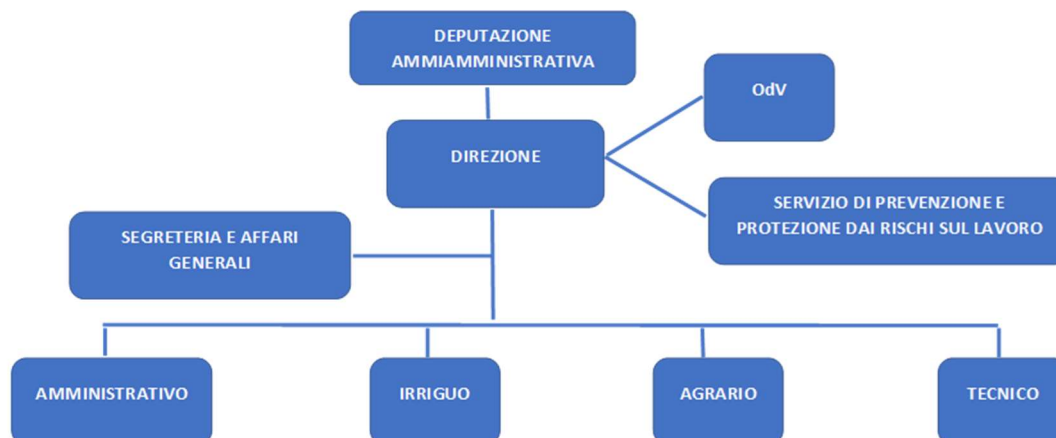 DEPUTAZIONE
AMMIAMMINISTRATIVA
OdV
DIREZIONE
SERVIZIO DI PREVENZIONE E
PROTEZIONE DAI RISCHI SUL LAVORO
SEGRETERIA E AFFARI
GENERALI
AMMINISTRATIVO
IRRIGUO
AGRARIO
TECNICO